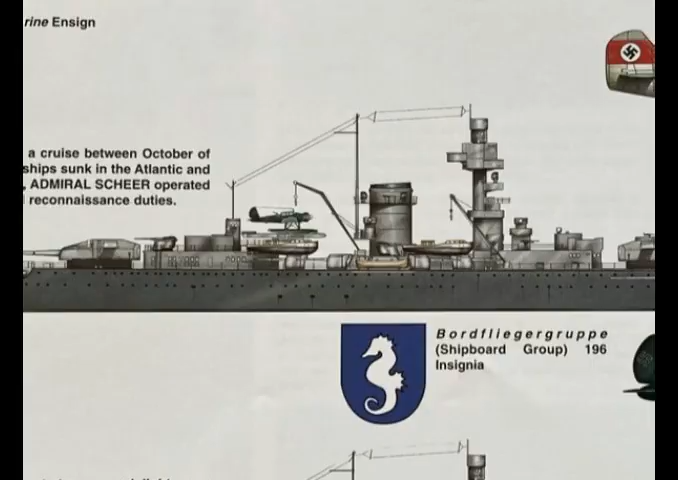 rine Ensign
a cruise between October of
ships sunk in the Atlantic and
, ADMIRAL SCHEER operated
reconnaissance duties.
Bordfliegergruppe
(Shipboard Group) 196
Insignia